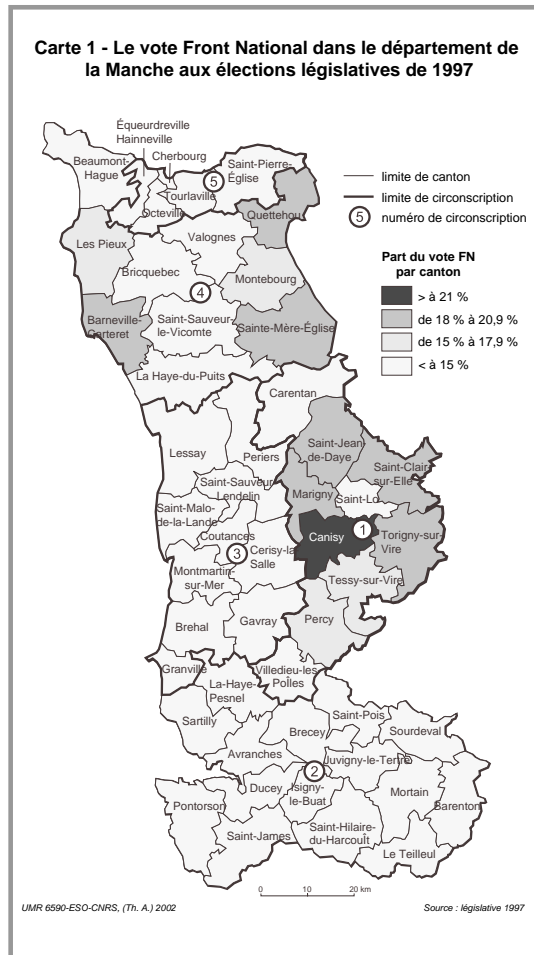 Carte 1 - Le vote Front National dans le département de
la Manche aux élections législatives de 1997
Équeurdreville
Hainneville
Cherbourg
Beaumont-
Hague
Saint-Pierre-
Église
5
Tourlaville
Octeville
Quettehou
Les Pieux
Valognes
Bricquebec
Montebourg
4
Barneville-
Carteret
Saint-Sauveur
le-Vicomte
Sainte-Mère-Église
La Haye-du-Puits
Carentan
Lessay
Periers
Saint-Jean
de-Daye
Saint-Clair
sur-Elle
Saint-Sauveur
Lendelin
Marigny
Saint-Lo
Saint-Malo-
de-la-Lande
Coutances
3
Cerisy-la
Salle
Canisy
1
Torigny-sur-
Vire
Montmartin-
sur-Mer
Tessy-sur-Vire
Brehal
Gavray
Percy
Granville
Villedieu-les-
Poîles
La-Haye-
Pesnel
Sartilly
Saint-Pois
Sourdeval
Brecey
Avranches
Juvigny-le-Tertre
2
Ducey
Isigny-
le-Buat
Mortain
Barenton
Pontorson
Saint-James
Saint-Hilaire-
du-Harcouît
Le Teilleul
limite de canton
limite de circonscription
5 numéro de circonscription
Part du vote FN
par canton
> à 21 %
de 18 % à 20,9 %
de 15 % à 17,9 %
< à 15 %
0 10 20 km
UMR 6590-ESO-CNRS, (Th. A.) 2002
Source : législative 1997